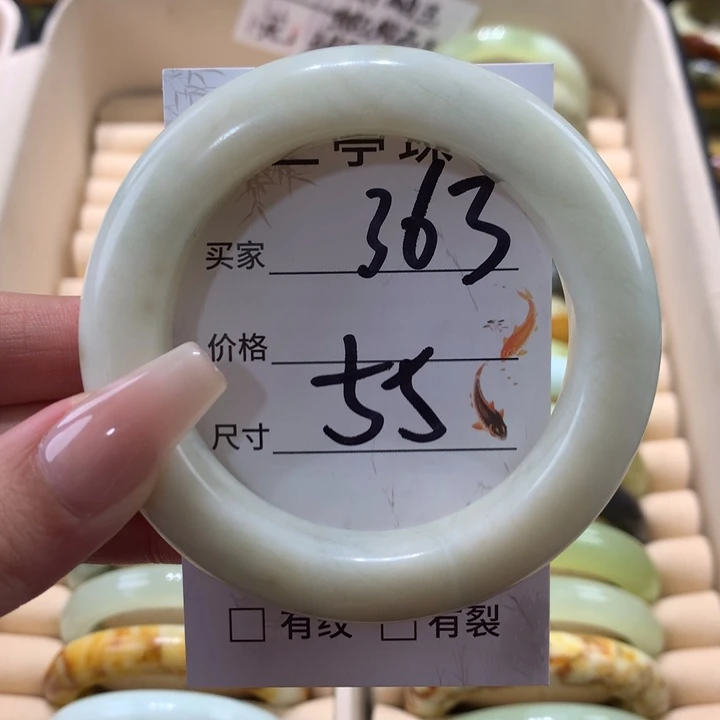 买家 363
价格
尺寸 55
□ 有纹 □ 有裂